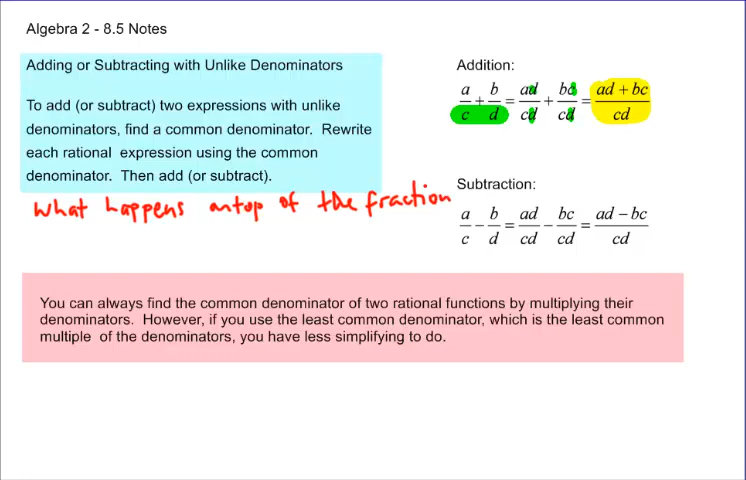 Algebra 2 - 8.5 Notes
Adding or Subtracting with Unlike Denominators
To add (or subtract) two expressions with unlike
denominators, find a common denominator. Rewrite
each rational expression using the common
denominator. Then add (or subtract).
What happens ontop of the fraction
Addition:
a/c + b/d = ad/cd + bc/cd = (ad + bc)/cd
Subtraction:
a/c − b/d = ad/cd − bc/cd = (ad − bc)/cd
You can always find the common denominator of two rational functions by multiplying their
denominators. However, if you use the least common denominator, which is the least common
multiple of the denominators, you have less simplifying to do.